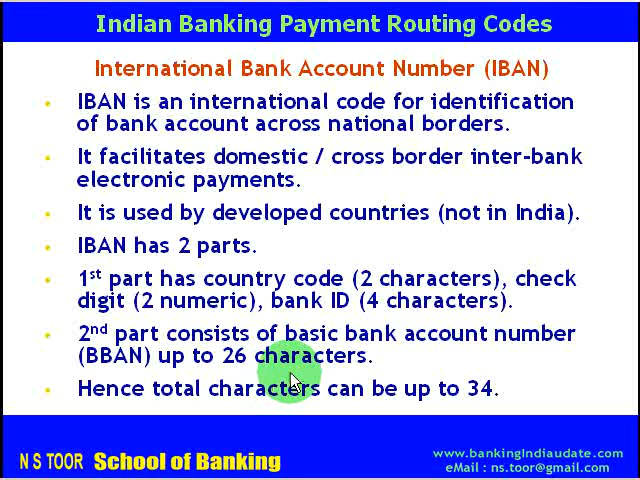 Indian Banking Payment Routing Codes
International Bank Account Number (IBAN)
• IBAN is an international code for identification
of bank account across national borders.
• It facilitates domestic / cross border inter-bank
electronic payments.
• It is used by developed countries (not in India).
• IBAN has 2 parts.
• 1st part has country code (2 characters), check
digit (2 numeric), bank ID (4 characters).
• 2nd part consists of basic bank account number
(BBAN) up to 26 characters.
• Hence total characters can be up to 34.
N S TOOR School of Banking
www.bankingIndiaudate.com
eMail : ns.toor@gmail.com